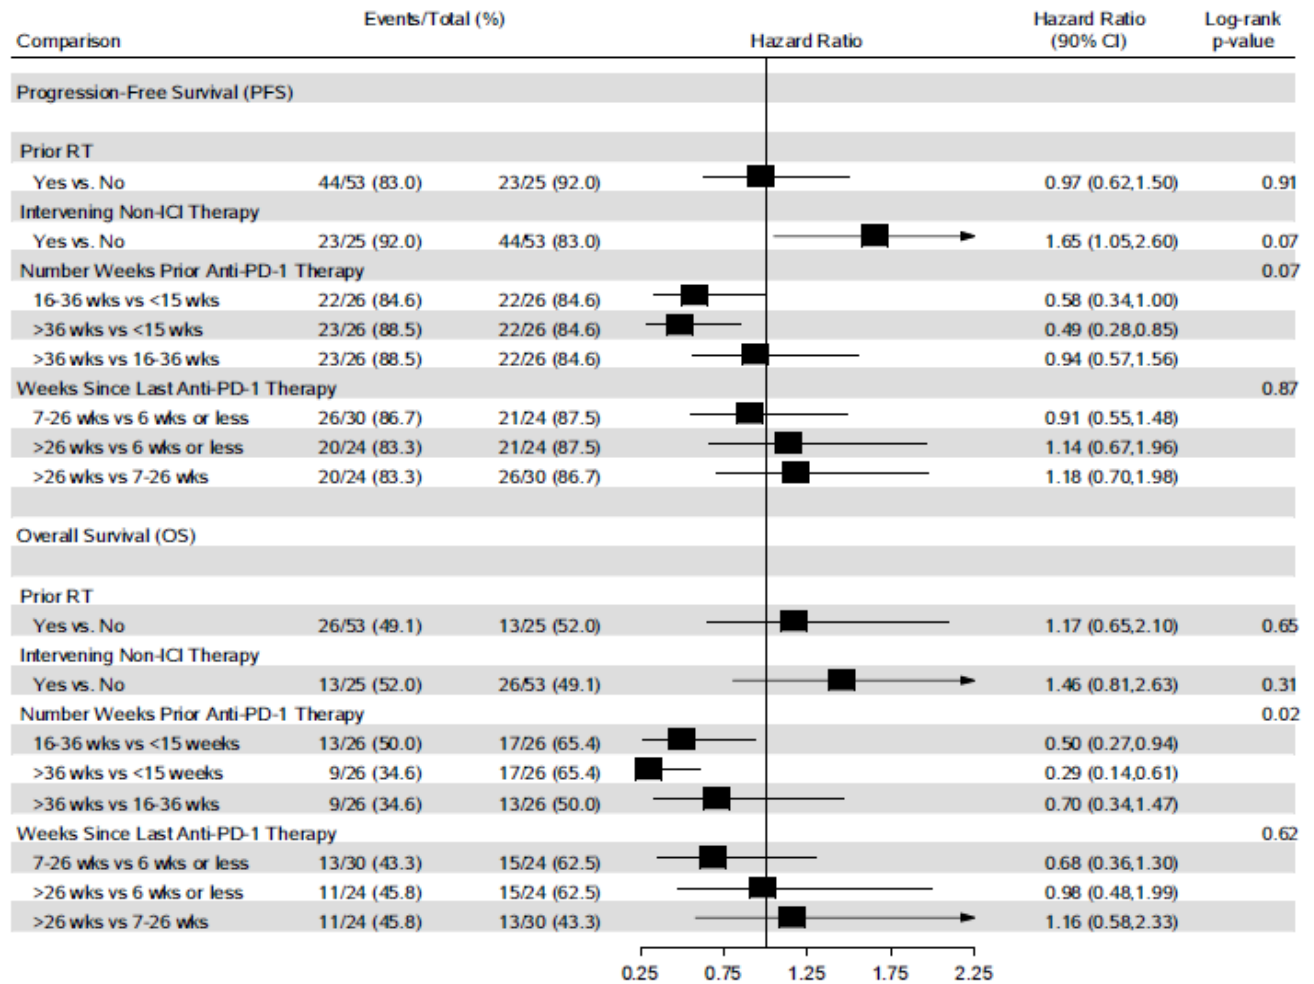 Events/Total (%) Hazard Ratio Log-rank
Comparison Hazard Ratio (90% CI) p-value
Progression-Free Survival (PFS)
Prior RT
Yes vs. No 44/53 (83.0) 23/25 (92.0) 0.97 (0.62,1.50) 0.91
Intervening Non-ICI Therapy
Yes vs. No 23/25 (92.0) 44/53 (83.0) 1.65 (1.05,2.60) 0.07
Number Weeks Prior Anti-PD-1 Therapy 0.07
16-36 wks vs <15 wks 22/26 (84.6) 22/26 (84.6) 0.58 (0.34,1.00)
>36 wks vs <15 wks 23/26 (88.5) 22/26 (84.6) 0.49 (0.28,0.85)
>36 wks vs 16-36 wks 23/26 (88.5) 22/26 (84.6) 0.94 (0.57,1.56)
Weeks Since Last Anti-PD-1 Therapy 0.87
7-26 wks vs 6 wks or less 26/30 (86.7) 21/24 (87.5) 0.91 (0.55,1.48)
>26 wks vs 6 wks or less 20/24 (83.3) 21/24 (87.5) 1.14 (0.67,1.96)
>26 wks vs 7-26 wks 20/24 (83.3) 26/30 (86.7) 1.18 (0.70,1.98)
Overall Survival (OS)
Prior RT
Yes vs. No 26/53 (49.1) 13/25 (52.0) 1.17 (0.65,2.10) 0.65
Intervening Non-ICI Therapy
Yes vs. No 13/25 (52.0) 26/53 (49.1) 1.46 (0.81,2.63) 0.31
Number Weeks Prior Anti-PD-1 Therapy 0.02
16-36 wks vs <15 weeks 13/26 (50.0) 17/26 (65.4) 0.50 (0.27,0.94)
>36 wks vs <15 weeks 9/26 (34.6) 17/26 (65.4) 0.29 (0.14,0.61)
>36 wks vs 16-36 wks 9/26 (34.6) 13/26 (50.0) 0.70 (0.34,1.47)
Weeks Since Last Anti-PD-1 Therapy 0.62
7-26 wks vs 6 wks or less 13/30 (43.3) 15/24 (62.5) 0.68 (0.36,1.30)
>26 wks vs 6 wks or less 11/24 (45.8) 15/24 (62.5) 0.98 (0.48,1.99)
>26 wks vs 7-26 wks 11/24 (45.8) 13/30 (43.3) 1.16 (0.58,2.33)
0.25 0.75 1.25 1.75 2.25